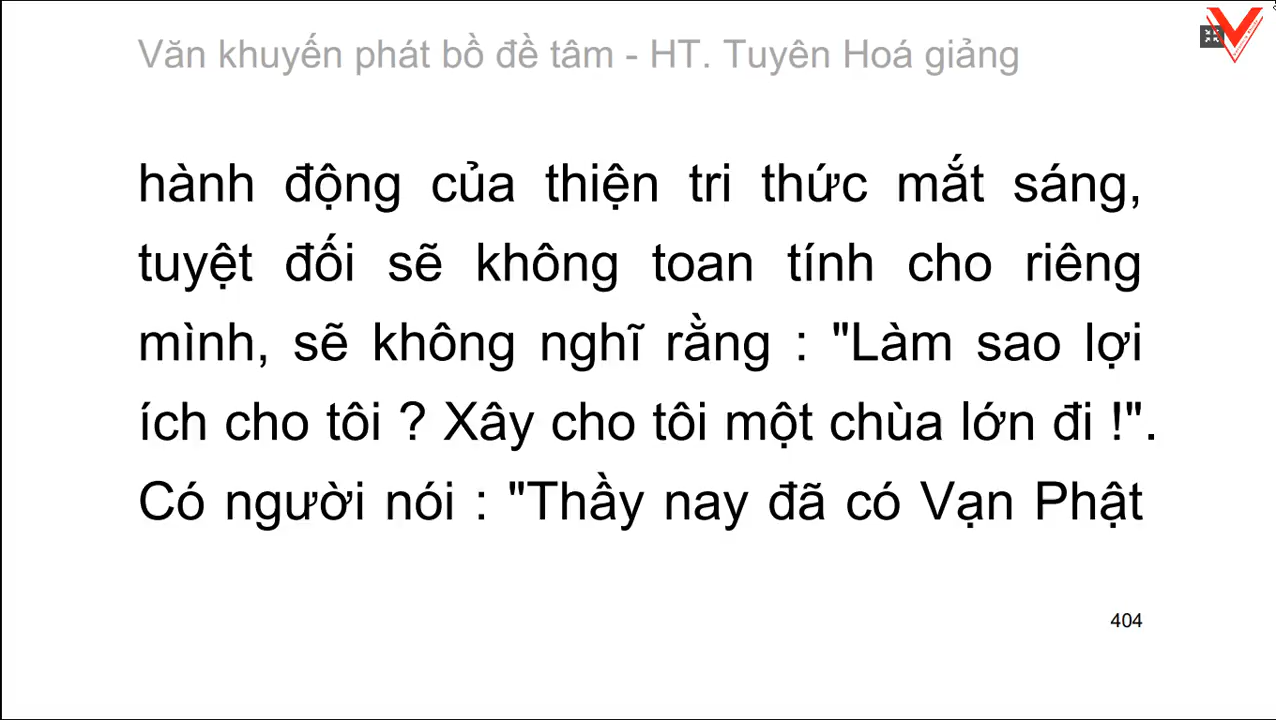 Văn khuyến phát bồ đề tâm - HT. Tuyên Hoá giảng
hành động của thiện tri thức mắt sáng,
tuyệt đối sẽ không toan tính cho riêng
mình, sẽ không nghĩ rằng : "Làm sao lợi
ích cho tôi ? Xây cho tôi một chùa lớn đi !".
Có người nói : "Thầy nay đã có Vạn Phật
404